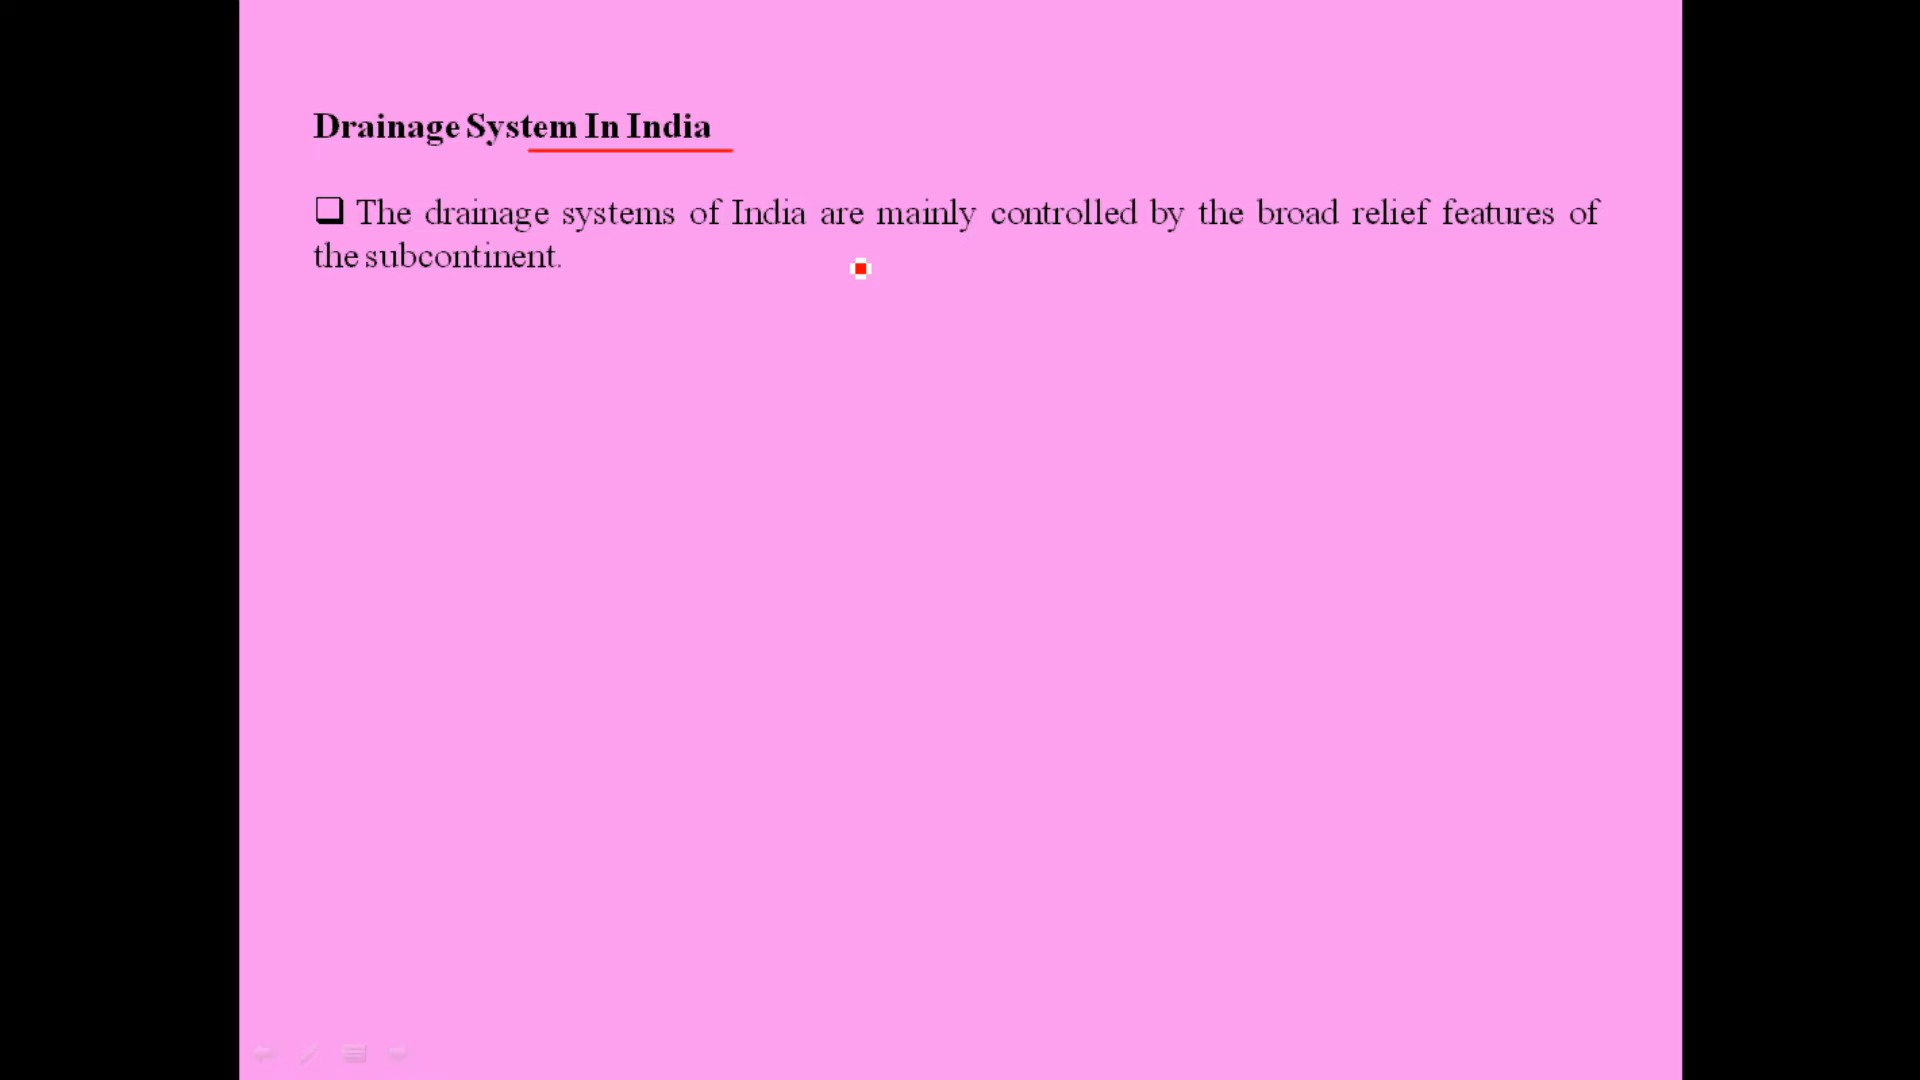 Drainage System In India
❑ The drainage systems of India are mainly controlled by the broad relief features of
the subcontinent.